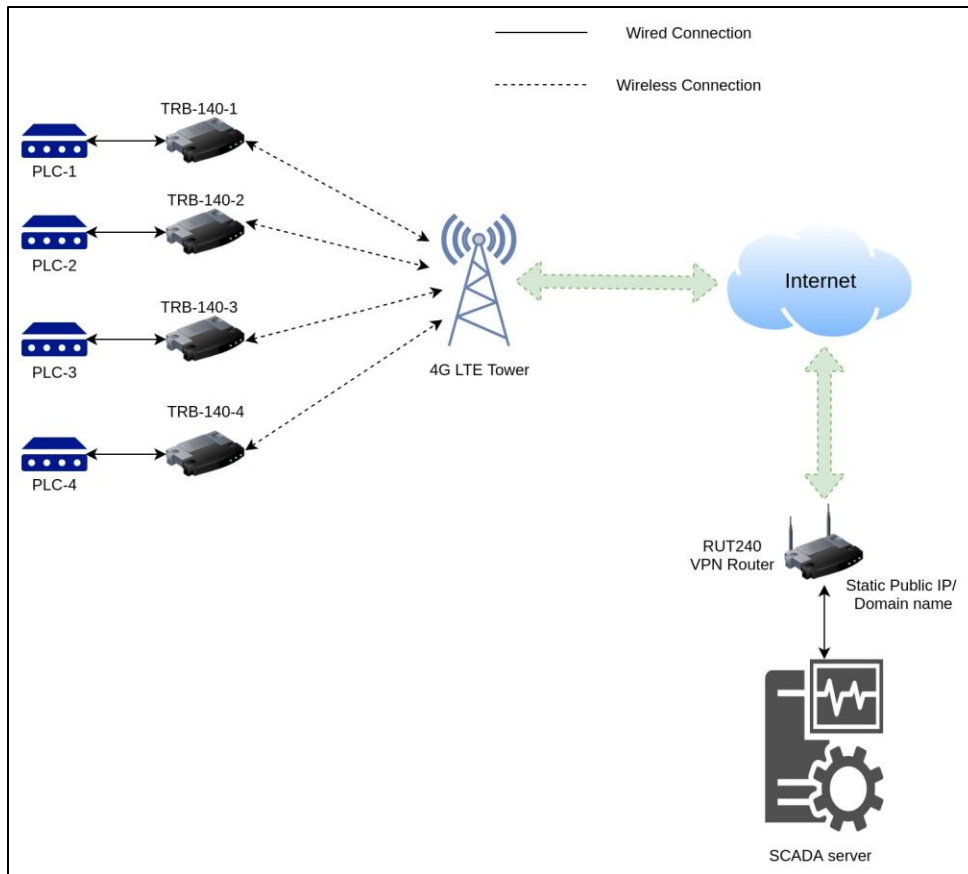 Wired Connection
Wireless Connection
TRB-140-1
PLC-1
TRB-140-2
PLC-2
TRB-140-3
PLC-3
TRB-140-4
PLC-4
4G LTE Tower
Internet
RUT240
VPN Router
Static Public IP/
Domain name
SCADA server